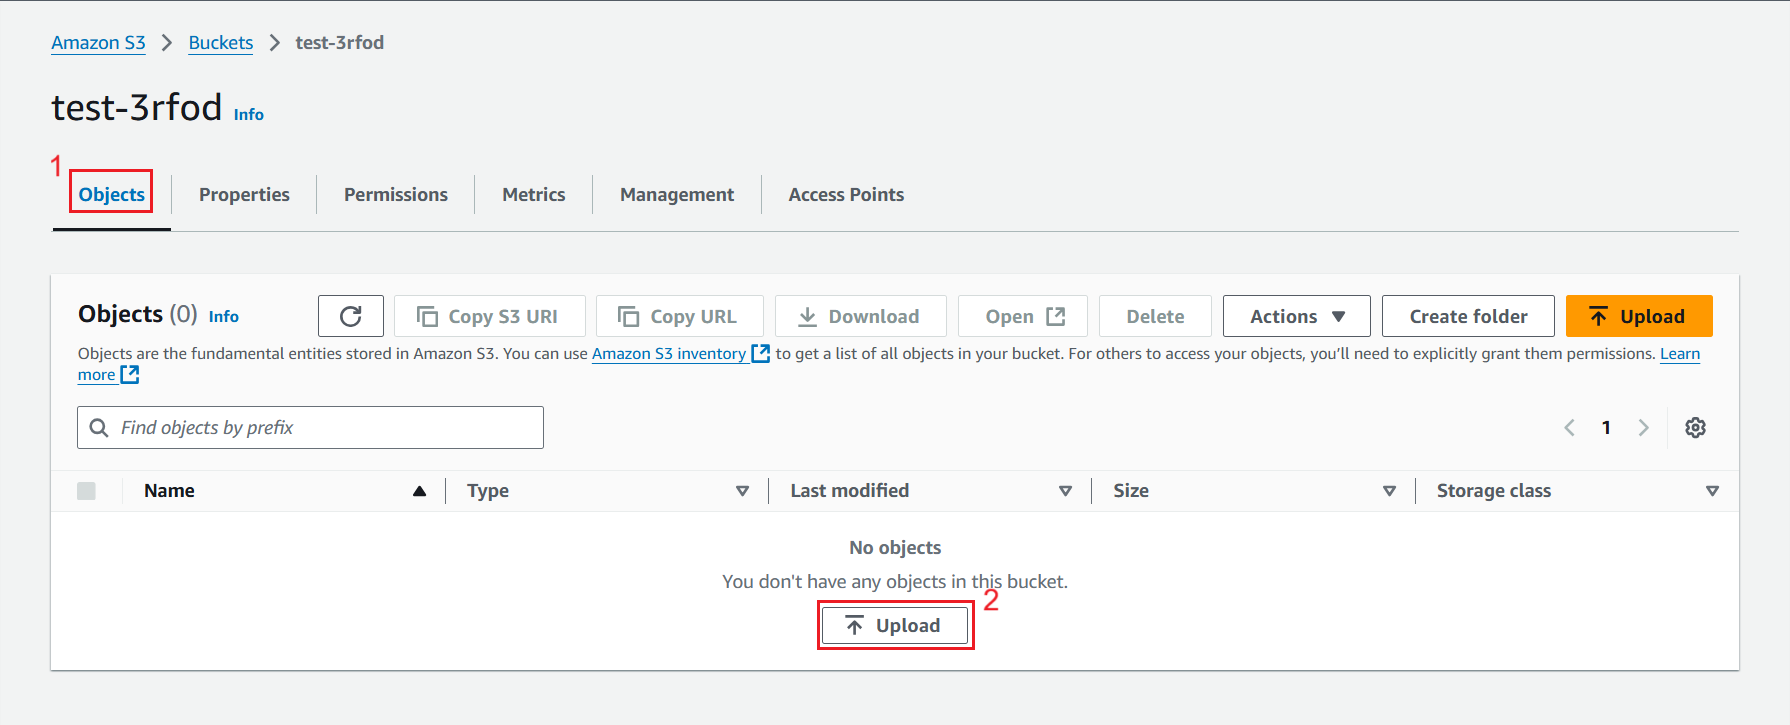 Amazon S3 > Buckets > test-3rfod
test-3rfod Info
1
Objects Properties Permissions Metrics Management Access Points
Objects (0) Info Copy S3 URI Copy URL Download Open Delete Actions Create folder Upload
Objects are the fundamental entities stored in Amazon S3. You can use Amazon S3 inventory to get a list of all objects in your bucket. For others to access your objects, you’ll need to explicitly grant them permissions. Learn
more
Find objects by prefix < 1 >
Name Type Last modified Size Storage class
No objects
You don't have any objects in this bucket.
2
Upload